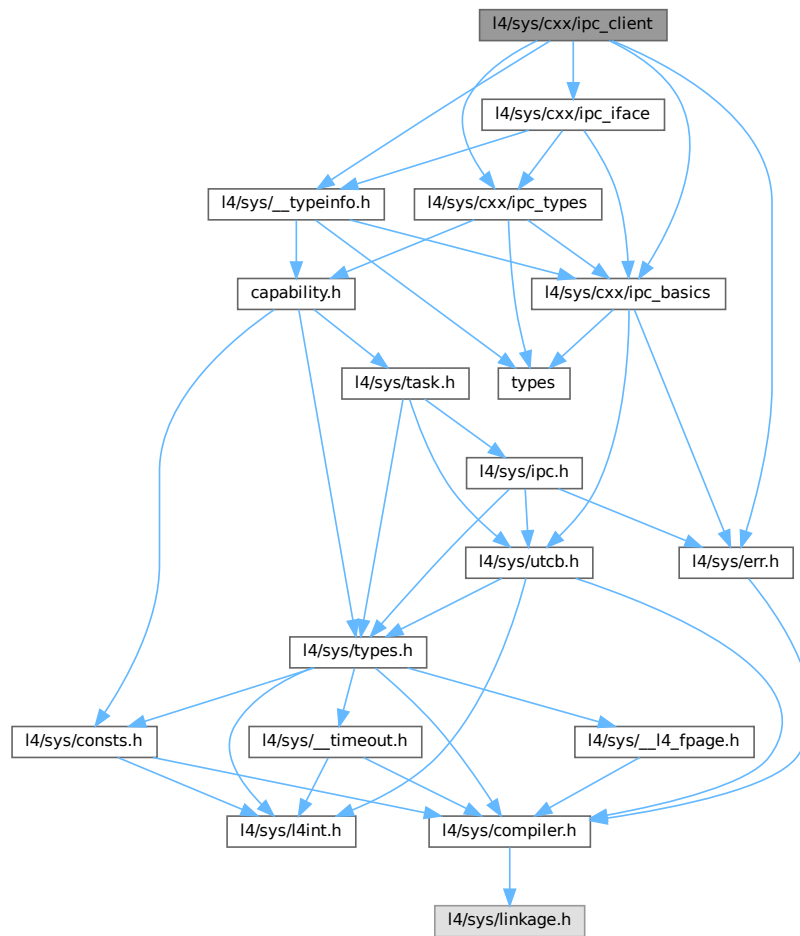 l4/sys/cxx/ipc_client
l4/sys/cxx/ipc_iface
l4/sys/__typeinfo.h
l4/sys/cxx/ipc_types
capability.h
l4/sys/cxx/ipc_basics
l4/sys/task.h
types
l4/sys/ipc.h
l4/sys/utcb.h
l4/sys/err.h
l4/sys/types.h
l4/sys/consts.h
l4/sys/__timeout.h
l4/sys/__l4_fpage.h
l4/sys/l4int.h
l4/sys/compiler.h
l4/sys/linkage.h